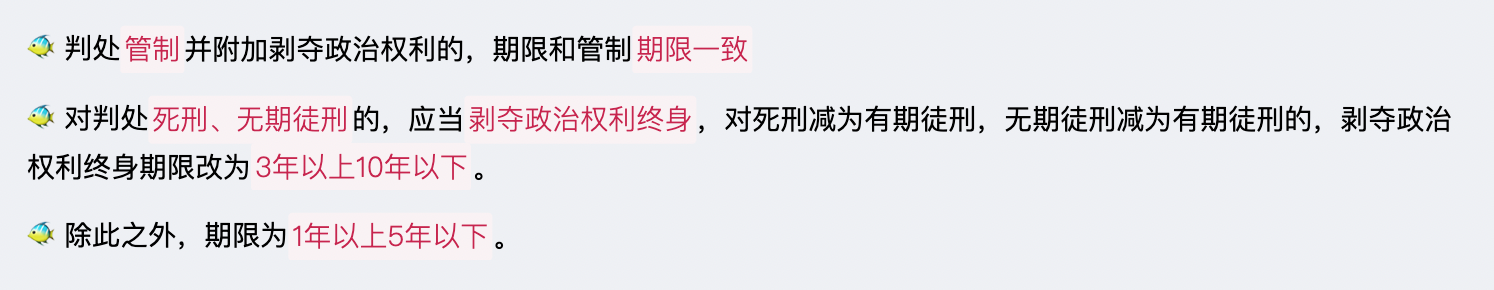 判处管制并附加剥夺政治权利的，期限和管制期限一致
对判处死刑、无期徒刑的，应当剥夺政治权利终身，对死刑减为有期徒刑，无期徒刑减为有期徒刑的，剥夺政治
权利终身期限改为3年以上10年以下。
除此之外，期限为1年以上5年以下。